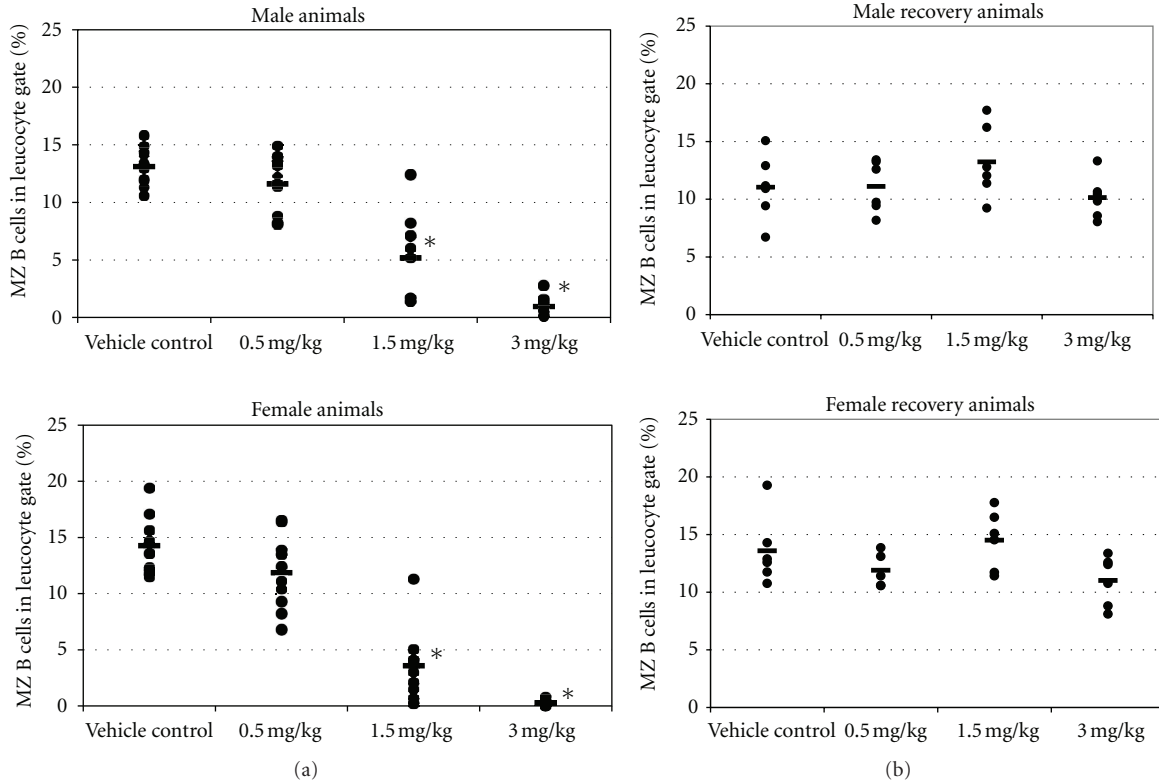 Male animals
MZ B cells in leucocyte gate (%)
25
20
15
10
5
0
*
*
Vehicle control 0.5 mg/kg 1.5 mg/kg 3 mg/kg
Male recovery animals
MZ B cells in leucocyte gate (%)
25
20
15
10
5
0
Vehicle control 0.5 mg/kg 1.5 mg/kg 3 mg/kg
Female animals
MZ B cells in leucocyte gate (%)
25
20
15
10
5
0
*
*
Vehicle control 0.5 mg/kg 1.5 mg/kg 3 mg/kg
(a)
Female recovery animals
MZ B cells in leucocyte gate (%)
25
20
15
10
5
0
Vehicle control 0.5 mg/kg 1.5 mg/kg 3 mg/kg
(b)